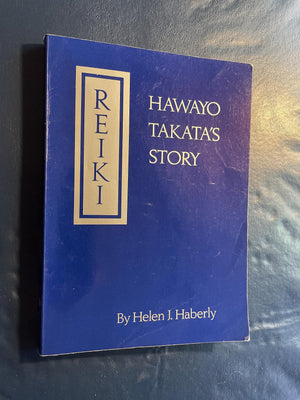 REIKI
HAWAYO
TAKATA'S
STORY
By Helen J. Haberly